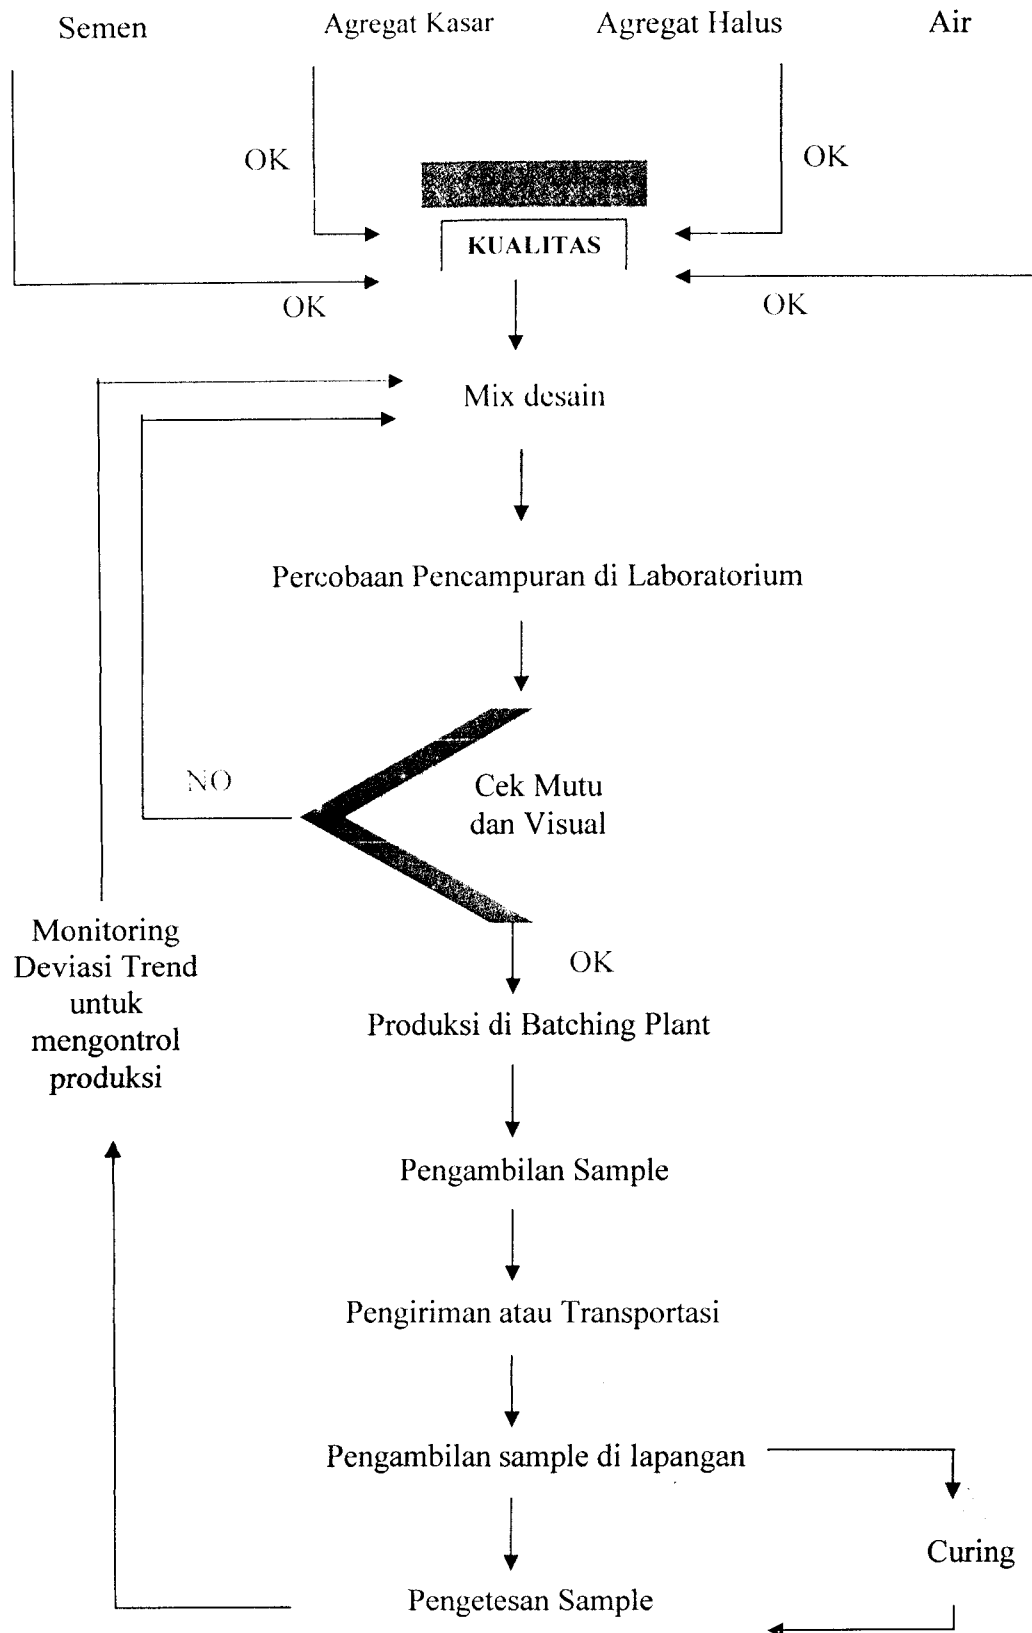 Semen
Agregat Kasar
Agregat Halus
Air
OK
OK
KUALITAS
OK
OK
Mix desain
Percobaan Pencampuran di Laboratorium
NO
Cek Mutu
dan Visual
OK
Monitoring
Deviasi Trend
untuk
mengontrol
produksi
Produksi di Batching Plant
Pengambilan Sample
Pengiriman atau Transportasi
Pengambilan sample di lapangan
Curing
Pengetesan Sample